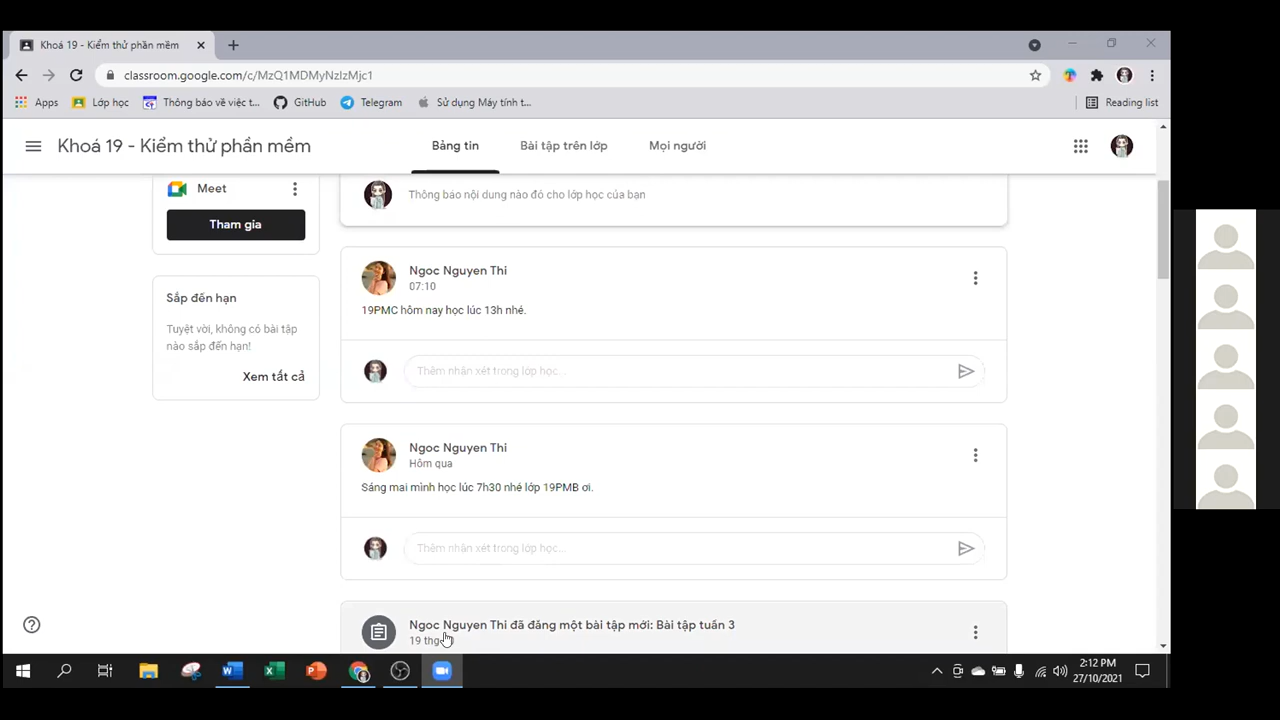 Khoá 19 - Kiểm thử phần mềm
classroom.google.com/c/MzQ1MDMyNzIzMjc1
Apps
Lớp học
Thông báo về việc t...
GitHub
Telegram
Sử dụng Máy tính t...
Reading list
Khoá 19 - Kiểm thử phần mềm
Bảng tin
Bài tập trên lớp
Mọi người
Meet
Tham gia
Thông báo nội dung nào đó cho lớp học của bạn
Sắp đến hạn
Tuyệt vời, không có bài tập
nào sắp đến hạn!
Xem tất cả
Ngoc Nguyen Thi
07:10
19PMC hôm nay học lúc 13h nhé.
Thêm nhận xét trong lớp học...
Ngoc Nguyen Thi
Hôm qua
Sáng mai mình học lúc 7h30 nhé lớp 19PMB ơi.
Thêm nhận xét trong lớp học...
Ngoc Nguyen Thi đã đăng một bài tập mới: Bài tập tuần 3
19 thg
2:12 PM
27/10/2021